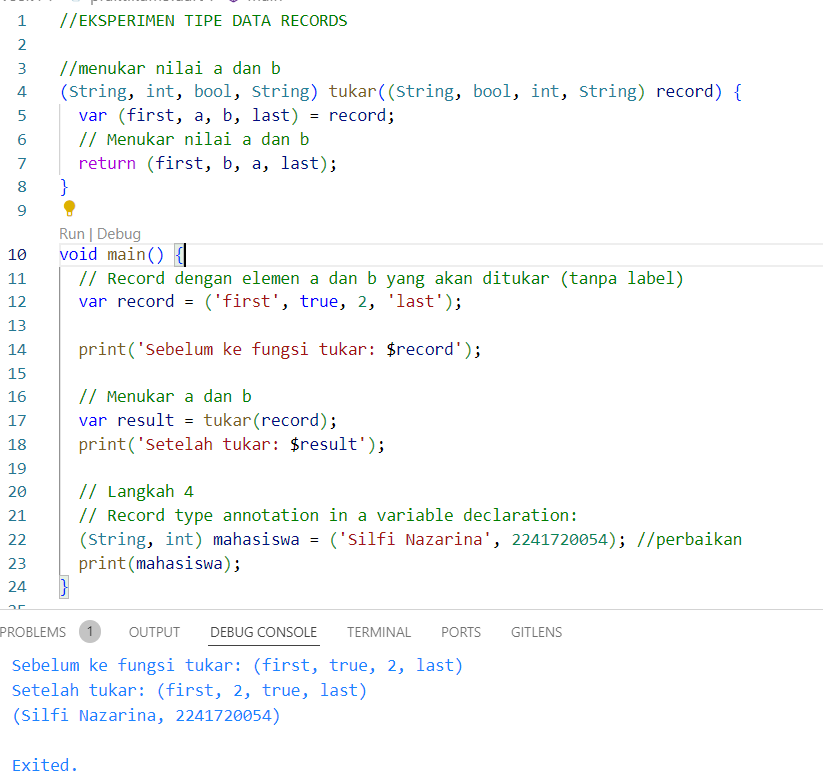 1 //EKSPERIMEN TIPE DATA RECORDS
2
3 //menukar nilai a dan b
4 (String, int, bool, String) tukar((String, bool, int, String) record) {
5   var (first, a, b, last) = record;
6   // Menukar nilai a dan b
7   return (first, b, a, last);
8 }
9
Run | Debug
10 void main() {
11   // Record dengan elemen a dan b yang akan ditukar (tanpa label)
12   var record = ('first', true, 2, 'last');
13
14   print('Sebelum ke fungsi tukar: $record');
15
16   // Menukar a dan b
17   var result = tukar(record);
18   print('Setelah tukar: $result');
19
20   // Langkah 4
21   // Record type annotation in a variable declaration:
22   (String, int) mahasiswa = ('Silfi Nazarina', 2241720054); //perbaikan
23   print(mahasiswa);
24 }
25
PROBLEMS 1 OUTPUT DEBUG CONSOLE TERMINAL PORTS GITLENS
Sebelum ke fungsi tukar: (first, true, 2, last)
Setelah tukar: (first, 2, true, last)
(Silfi Nazarina, 2241720054)
Exited.